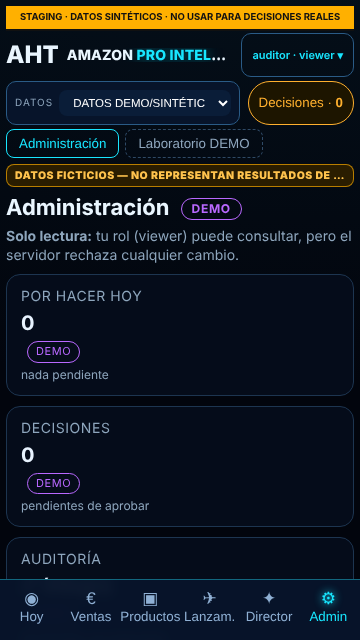 STAGING · DATOS SINTÉTICOS · NO USAR PARA DECISIONES REALES
AHT AMAZON PRO INTEL... auditor · viewer ▾
DATOS DATOS DEMO/SINTÉTIC Decisiones · 0
Administración Laboratorio DEMO
DATOS FICTICIOS — NO REPRESENTAN RESULTADOS DE ...
Administración DEMO
Solo lectura: tu rol (viewer) puede consultar, pero el
servidor rechaza cualquier cambio.
POR HACER HOY
0
DEMO
nada pendiente
DECISIONES
0
DEMO
pendientes de aprobar
AUDITORÍA
Hoy Ventas Productos Lanzam. Director Admin